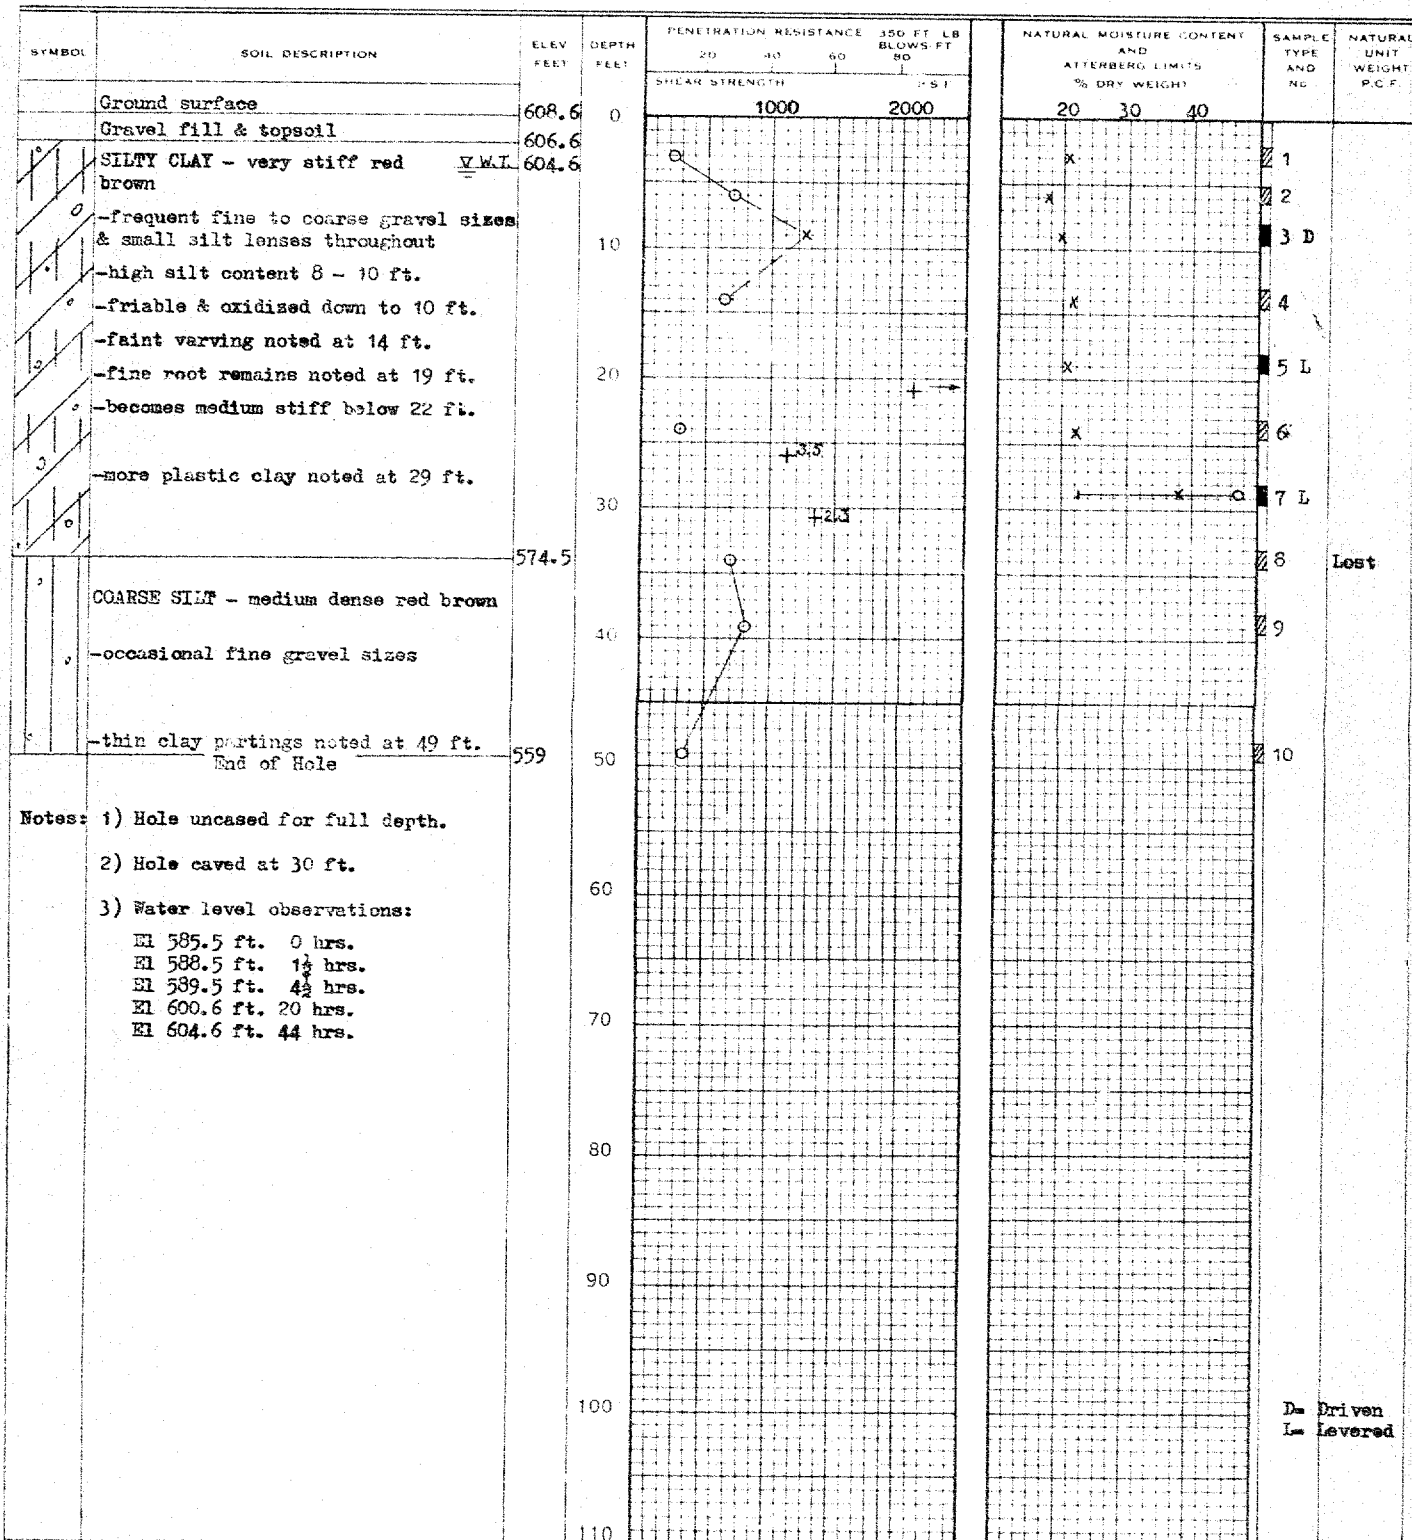 SYMBOL
SOIL DESCRIPTION
ELEV
FEET
DEPTH
FEET
PENETRATION RESISTANCE 350 FT LB
BLOWS/FT
20 40 60 80
SHEAR STRENGTH P.S.F.
1000 2000
NATURAL MOISTURE CONTENT
AND
ATTERBERG LIMITS
% DRY WEIGHT
20 30 40
SAMPLE
TYPE
AND
NO.
NATURAL
UNIT
WEIGHT
P.C.F.
Ground surface
608.6
0
Gravel fill & topsoil
606.6
SILTY CLAY - very stiff red
brown
W.T. 604.6
-frequent fine to coarse gravel sizes
& small silt lenses throughout
-high silt content 8 - 10 ft.
-friable & oxidized down to 10 ft.
-faint varving noted at 14 ft.
-fine root remains noted at 19 ft.
-becomes medium stiff below 22 ft.
-more plastic clay noted at 29 ft.
574.5
COARSE SILT - medium dense red brown
-occasional fine gravel sizes
-thin clay partings noted at 49 ft.
End of Hole
559
10
20
30
40
50
60
70
80
90
100
110
3.5
2.3
1
2
3 D
4
5 L
6
7 L
8 Lost
9
10
Notes: 1) Hole uncased for full depth.
2) Hole caved at 30 ft.
3) Water level observations:
El 585.5 ft. 0 hrs.
El 588.5 ft. 1½ hrs.
El 589.5 ft. 4½ hrs.
El 600.6 ft. 20 hrs.
El 604.6 ft. 44 hrs.
D= Driven
L= Levered